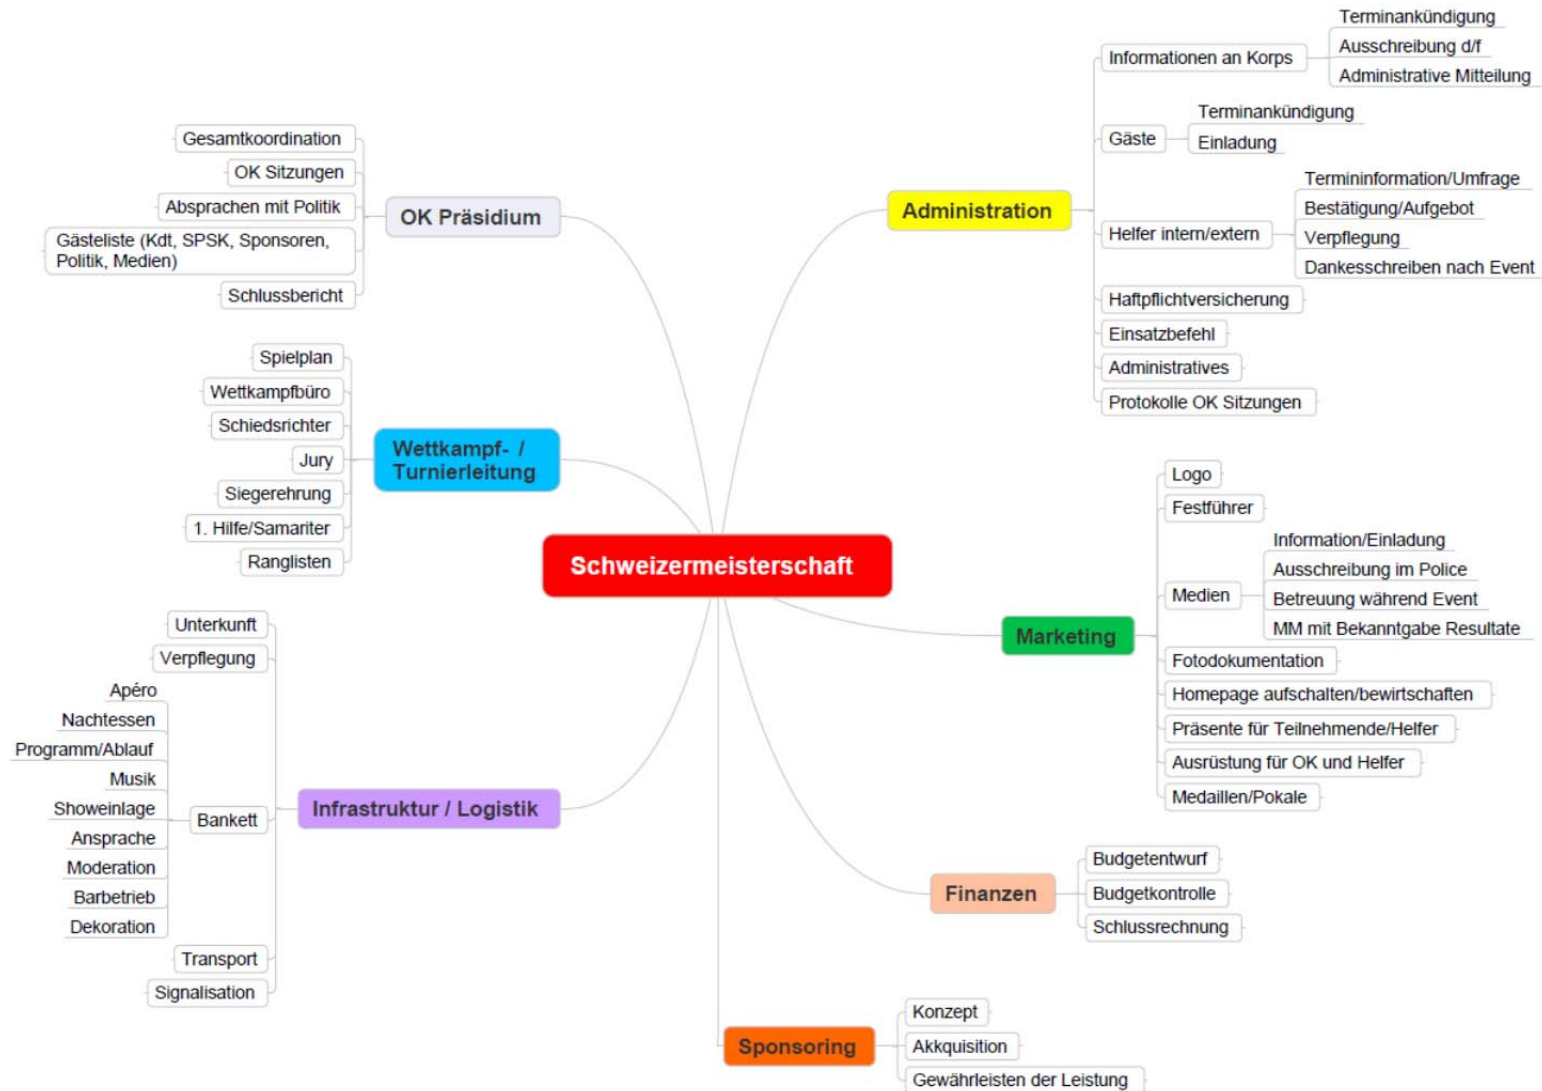 Schweizermeisterschaft
OK Präsidium
Gesamtkoordination
OK Sitzungen
Absprachen mit Politik
Gästeliste (Kdt, SPSK, Sponsoren,
Politik, Medien)
Schlussbericht
Wettkampf- /
Turnierleitung
Spielplan
Wettkampfbüro
Schiedsrichter
Jury
Siegerehrung
1. Hilfe/Samariter
Ranglisten
Infrastruktur / Logistik
Unterkunft
Verpflegung
Bankett
Apéro
Nachtessen
Programm/Ablauf
Musik
Showeinlage
Ansprache
Moderation
Barbetrieb
Dekoration
Transport
Signalisation
Administration
Informationen an Korps
Terminankündigung
Ausschreibung d/f
Administrative Mitteilung
Gäste
Terminankündigung
Einladung
Helfer intern/extern
Termininformation/Umfrage
Bestätigung/Aufgebot
Verpflegung
Dankesschreiben nach Event
Haftpflichtversicherung
Einsatzbefehl
Administratives
Protokolle OK Sitzungen
Marketing
Logo
Festführer
Medien
Information/Einladung
Ausschreibung im Police
Betreuung während Event
MM mit Bekanntgabe Resultate
Fotodokumentation
Homepage aufschalten/bewirtschaften
Präsente für Teilnehmende/Helfer
Ausrüstung für OK und Helfer
Medaillen/Pokale
Finanzen
Budgetentwurf
Budgetkontrolle
Schlussrechnung
Sponsoring
Konzept
Akkquisition
Gewährleisten der Leistung